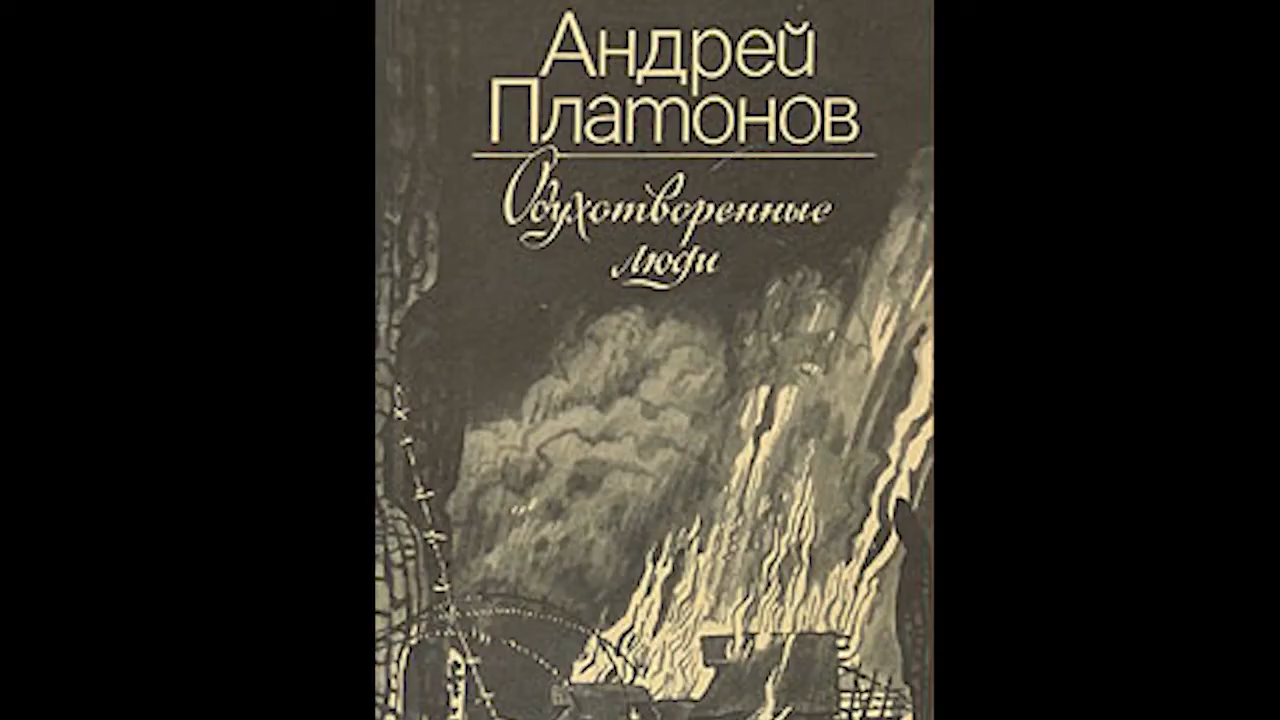 Андрей
Платонов
Одухотворенные
люди